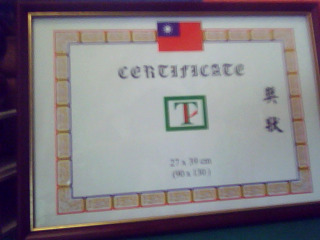 CERTIFICATE
T
獎
狀
27 x 39 cm
(90 x 130)